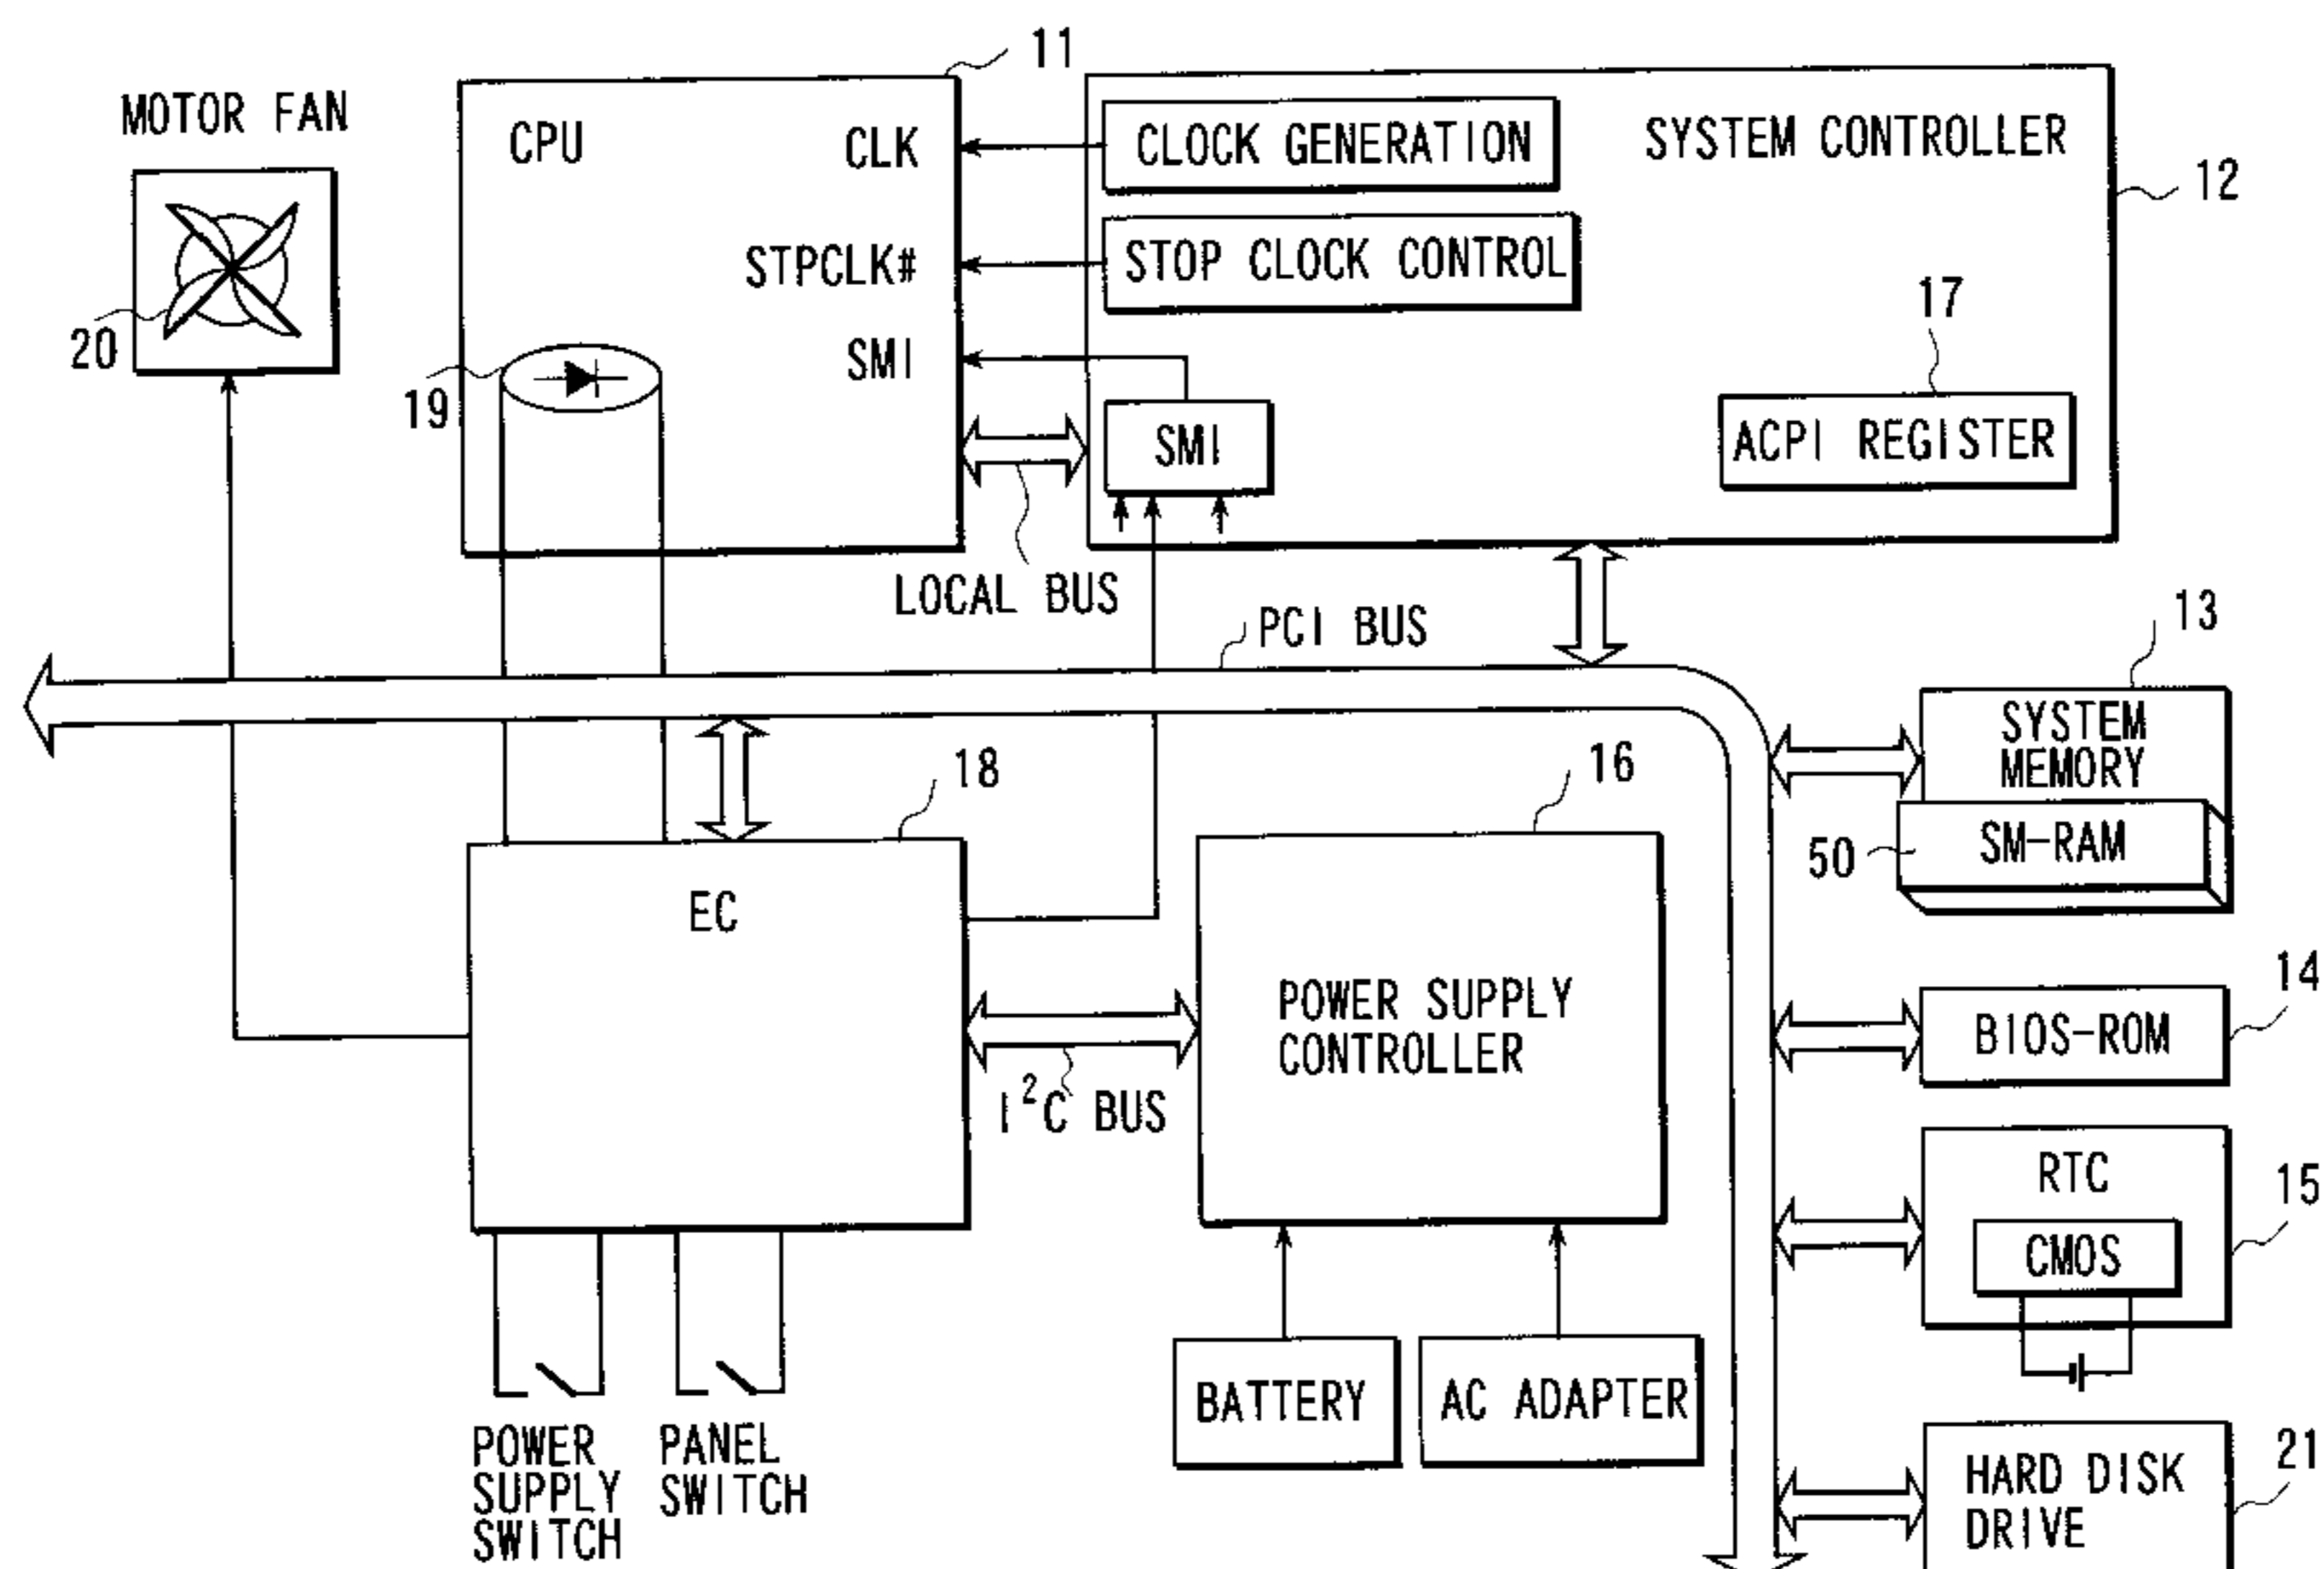 11
MOTOR FAN
CPU
CLK
CLOCK GENERATION
SYSTEM CONTROLLER
12
STPCLK#
STOP CLOCK CONTROL
17
20
SMI
19
SMI
ACPI REGISTER
LOCAL BUS
PCI BUS
13
SYSTEM
MEMORY
18
16
50
SM-RAM
EC
14
POWER SUPPLY
CONTROLLER
BIOS-ROM
I²C BUS
RTC
15
CMOS
BATTERY
AC ADAPTER
POWER
SUPPLY
SWITCH
PANEL
SWITCH
21
HARD DISK
DRIVE